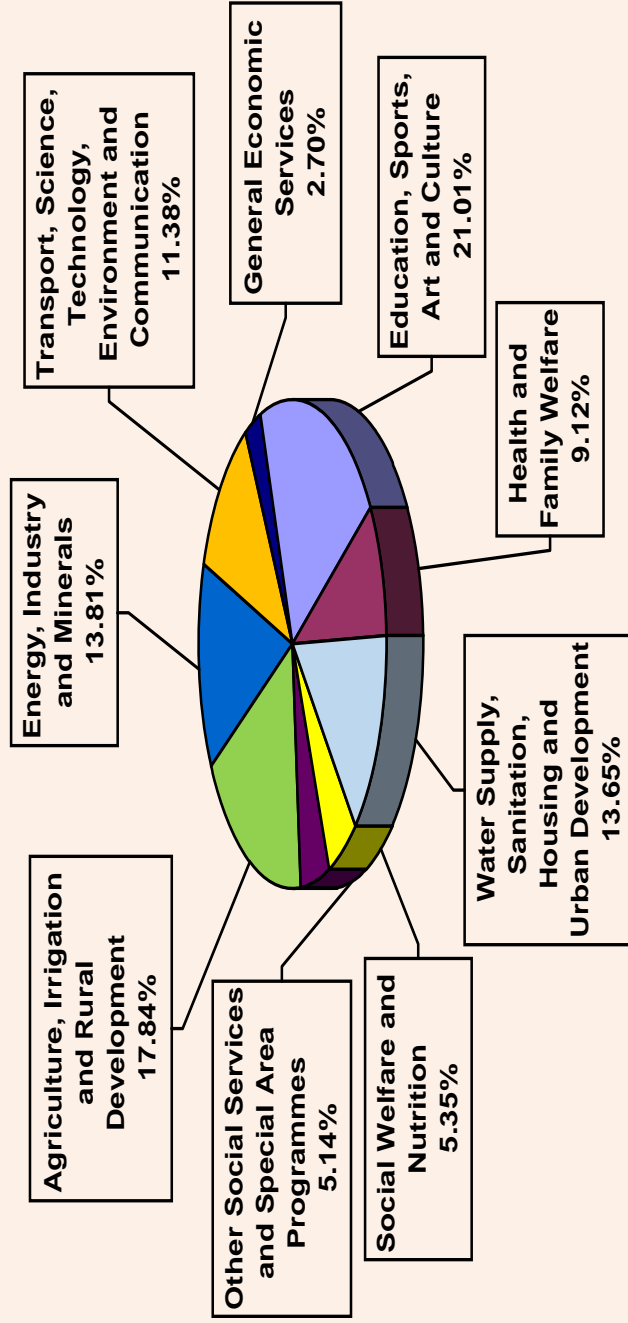 Agriculture, Irrigation
and Rural
Development
17.84%
Energy, Industry
and Minerals
13.81%
Transport, Science,
Technology,
Environment and
Communication
11.38%
General Economic
Services
2.70%
Education, Sports,
Art and Culture
21.01%
Health and
Family Welfare
9.12%
Water Supply,
Sanitation,
Housing and
Urban Development
13.65%
Social Welfare and
Nutrition
5.35%
Other Social Services
and Special Area
Programmes
5.14%